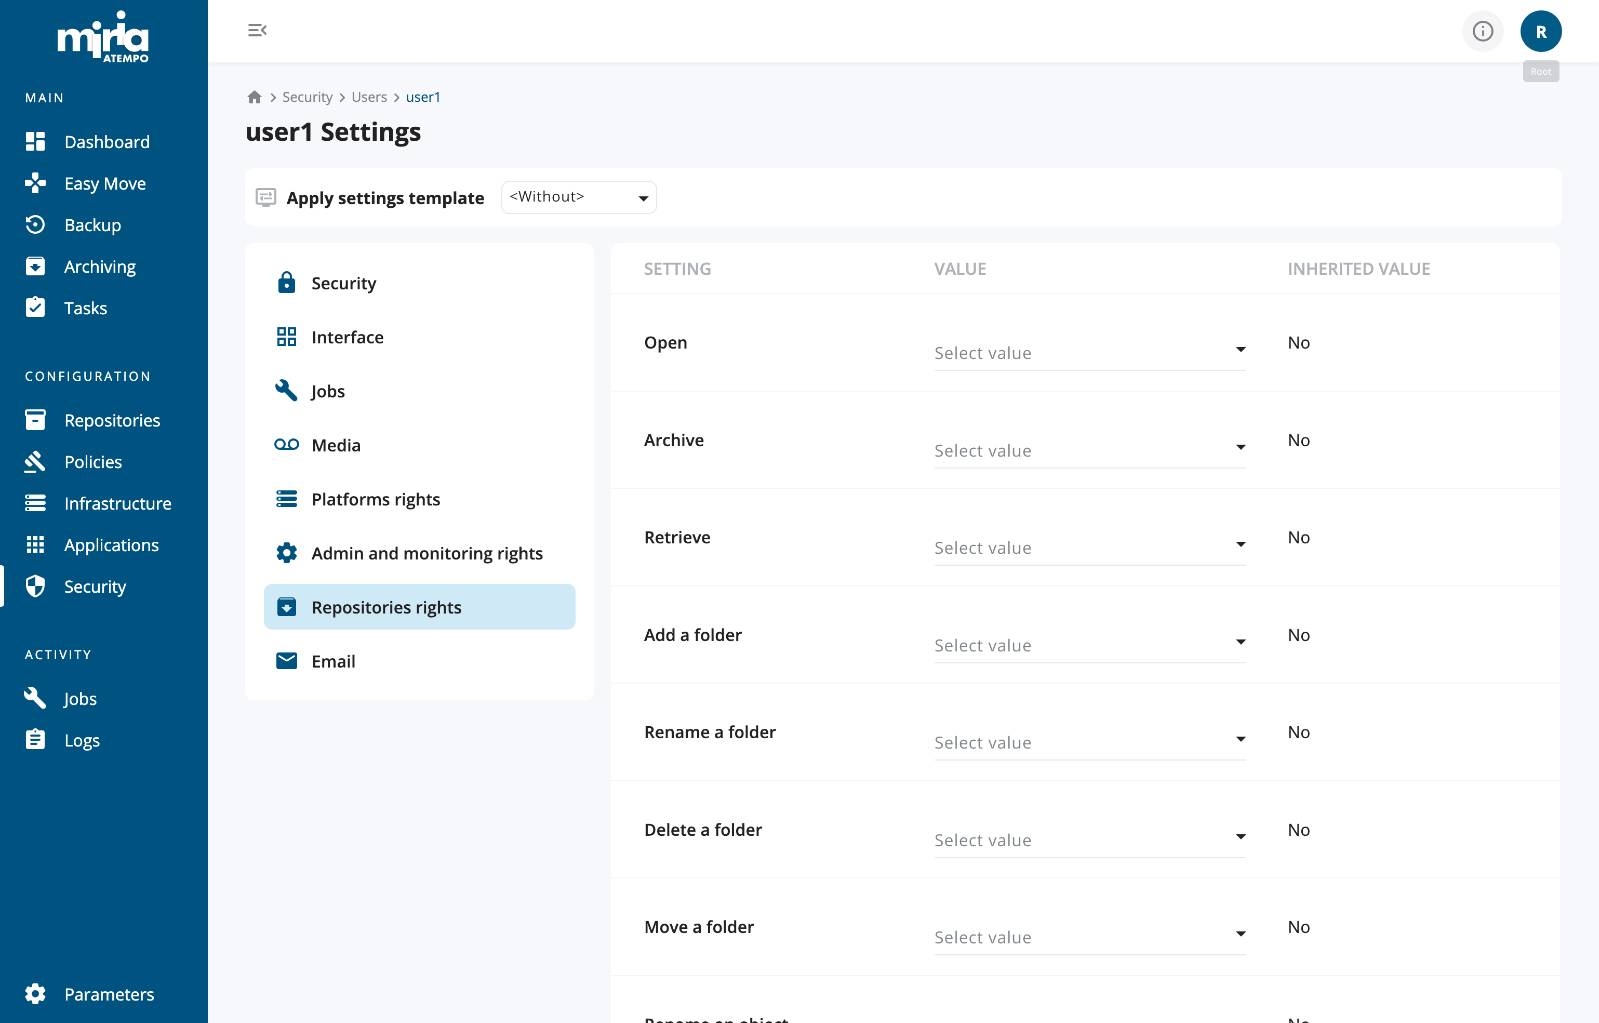 miria
ATEMPO
MAIN
Dashboard
Easy Move
Backup
Archiving
Tasks
CONFIGURATION
Repositories
Policies
Infrastructure
Applications
Security
ACTIVITY
Jobs
Logs
Parameters
R
Root
Security > Users > user1
user1 Settings
Apply settings template <Without>
Security
Interface
Jobs
Media
Platforms rights
Admin and monitoring rights
Repositories rights
Email
SETTING VALUE INHERITED VALUE
Open Select value No
Archive Select value No
Retrieve Select value No
Add a folder Select value No
Rename a folder Select value No
Delete a folder Select value No
Move a folder Select value No
Rename an object No